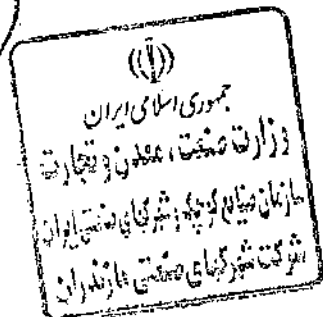 جمهوری اسلامی ایران
وزارت صنعت ، معدن و تجارت
سازمان صنایع کوچک و شهرکهای صنعتی ایران
شرکت شهرکهای صنعتی مازندران